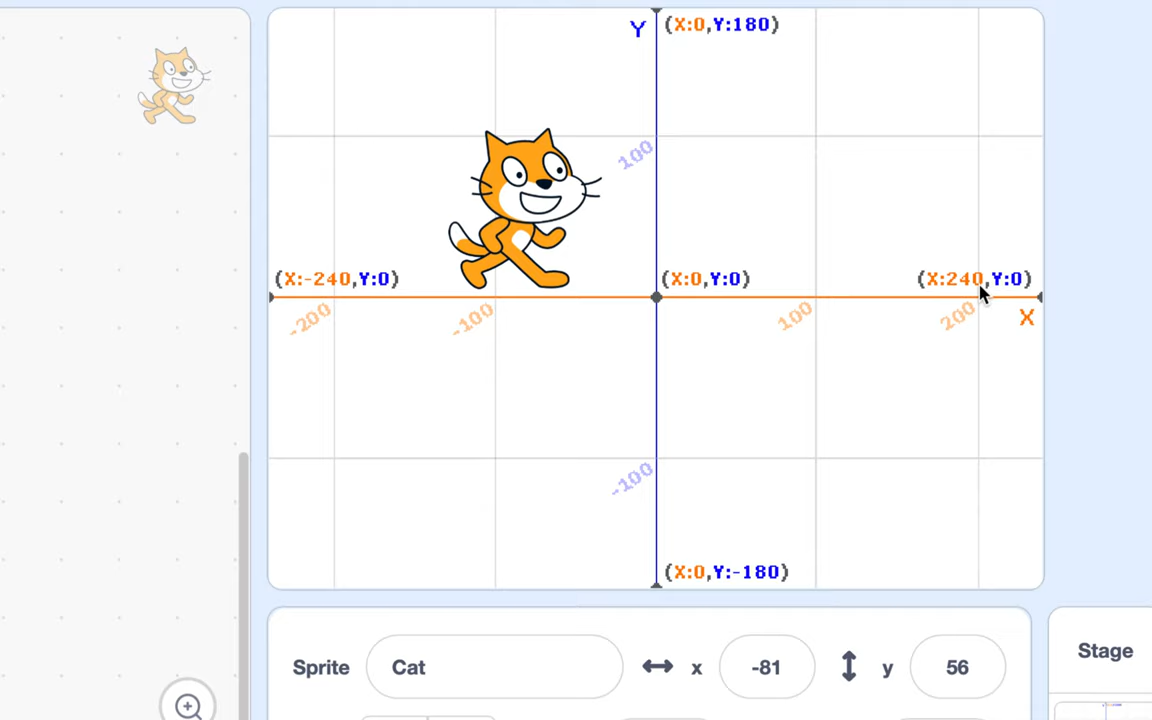 Y (X:0,Y:180)
100
(X:-240,Y:0) (X:0,Y:0) (X:240,Y:0)
-200 -100 100 200 X
-100
(X:0,Y:-180)
Sprite Cat x -81 y 56
Stage